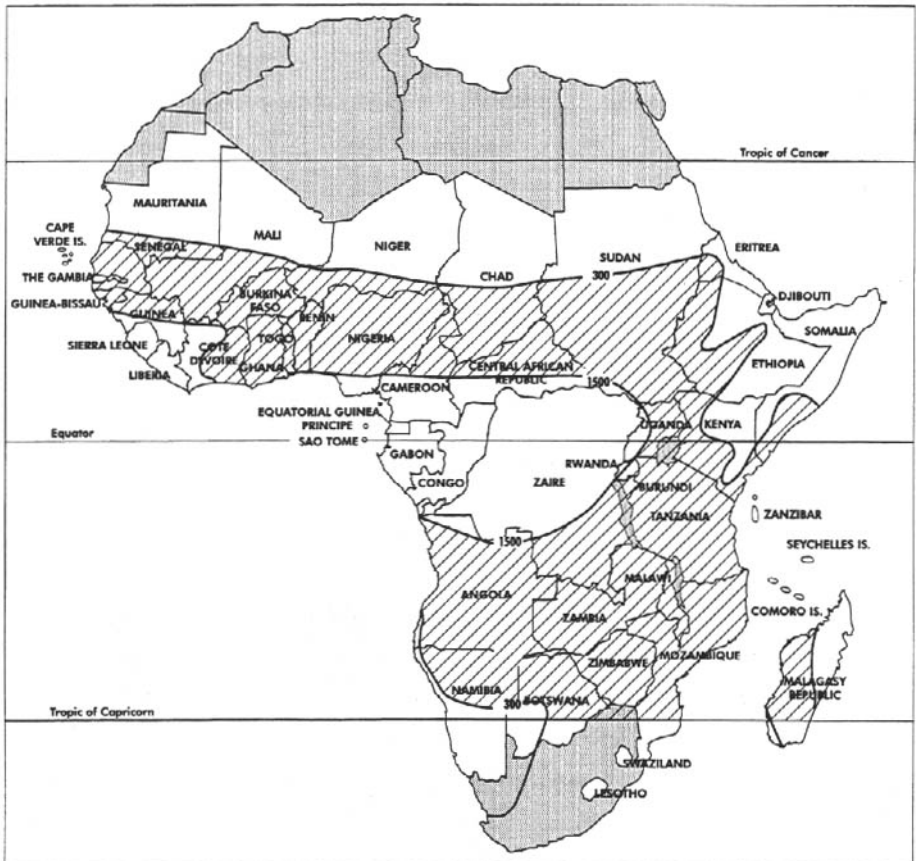 Tropic of Cancer
MAURITANIA
CAPE
VERDE IS.
MALI
NIGER
SENEGAL
CHAD
SUDAN
ERITREA
300
THE GAMBIA
BURKINA
FASO
DJIBOUTI
GUINEA-BISSAU
GUINEA
BENIN
NIGERIA
SOMALIA
SIERRA LEONE
COTE
D'VOIRE
TOGO
GHANA
ETHIOPIA
LIBERIA
CENTRAL AFRICAN
REPUBLIC
CAMEROON
1500
EQUATORIAL GUINEA
PRINCIPE
UGANDA
KENYA
Equator
SAO TOME
GABON
RWANDA
CONGO
ZAIRE
BURUNDI
TANZANIA
ZANZIBAR
1500
SEYCHELLES IS.
MALAWI
ANGOLA
COMORO IS.
ZAMBIA
MOZAMBIQUE
ZIMBABWE
NAMIBIA
BOTSWANA
MALAGASY
REPUBLIC
300
Tropic of Capricorn
SWAZILAND
LESOTHO